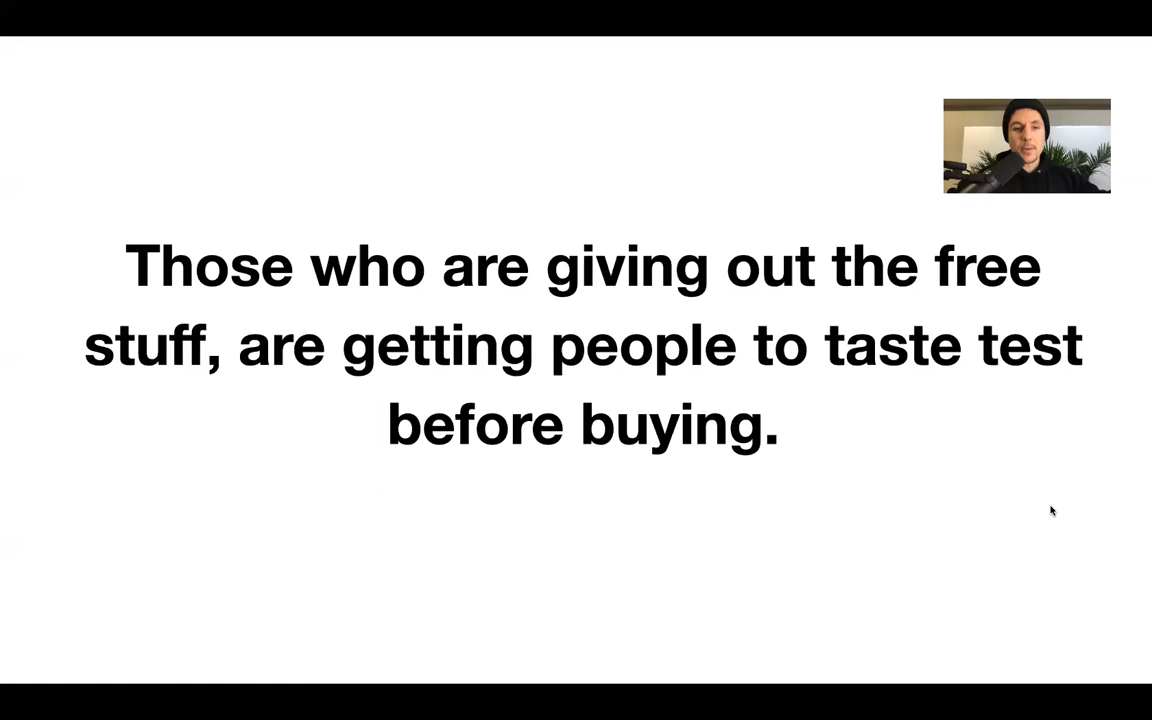 Those who are giving out the free
stuff, are getting people to taste test
before buying.